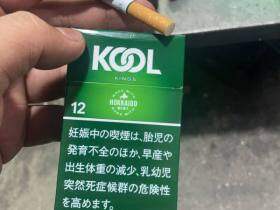 KOOL
KINGS
HOKKAIDO
12
妊娠中の喫煙は、胎児の
発育不全のほか、早産や
出生体重の減少、乳幼児
突然死症候群の危険性
を高めます。